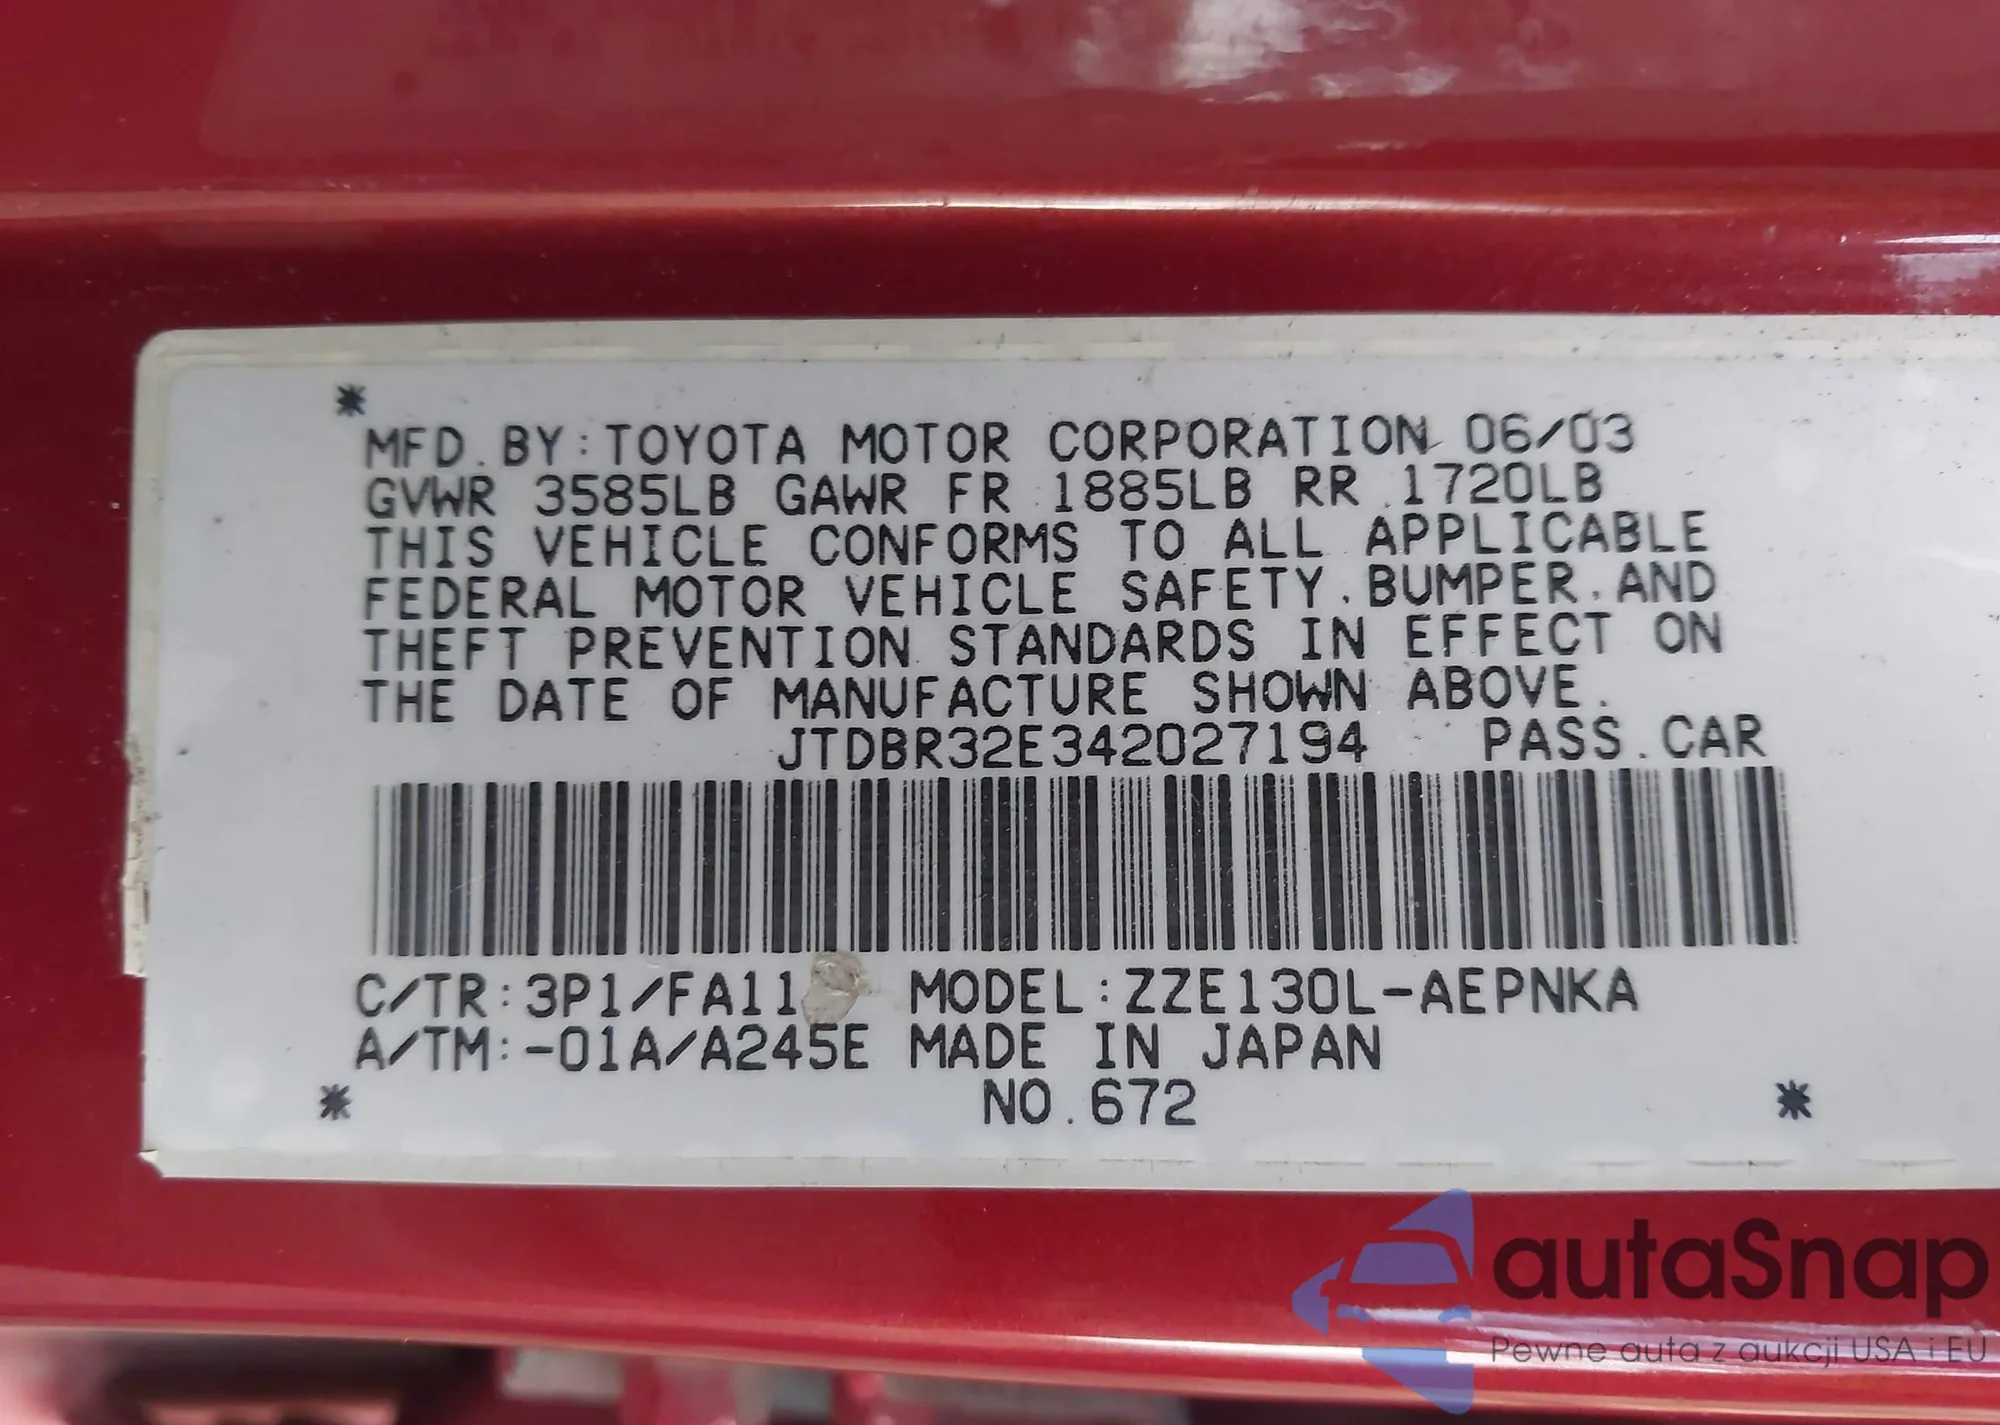 *
MFD. BY: TOYOTA MOTOR CORPORATION 06/03
GVWR 3585LB GAWR FR 1885LB RR 1720LB
THIS VEHICLE CONFORMS TO ALL APPLICABLE
FEDERAL MOTOR VEHICLE SAFETY, BUMPER, AND
THEFT PREVENTION STANDARDS IN EFFECT ON
THE DATE OF MANUFACTURE SHOWN ABOVE.
JTDBR32E342027194 PASS. CAR
C/TR: 3P1/FA11 MODEL: ZZE130L-AEPNKA
A/TM: -01A/A245E MADE IN JAPAN
* NO. 672 *
autaSnap
Pewne auta z aukcji USA i EU